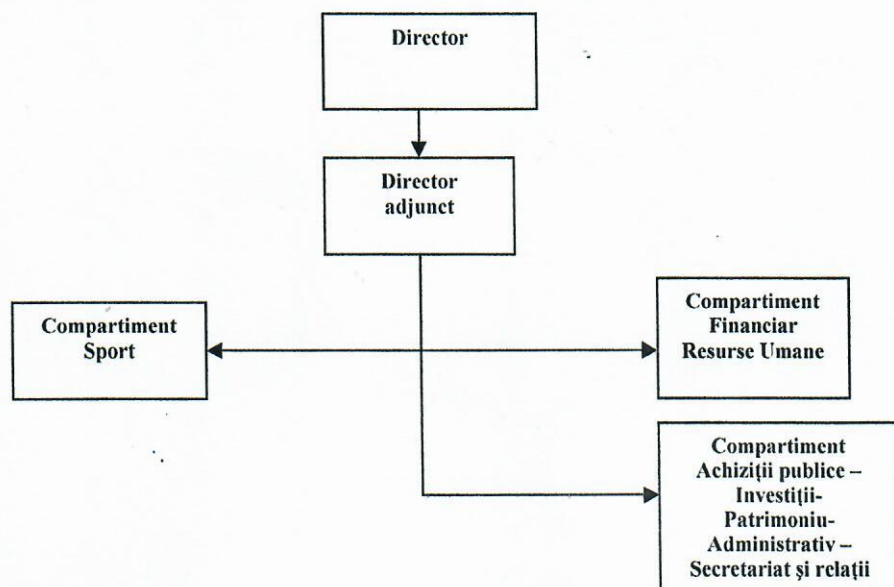 Director
Director
adjunct
Compartiment
Sport
Compartiment
Financiar
Resurse Umane
Compartiment
Achiziţii publice –
Investiţii-
Patrimoniu-
Administrativ –
Secretariat şi relaţii